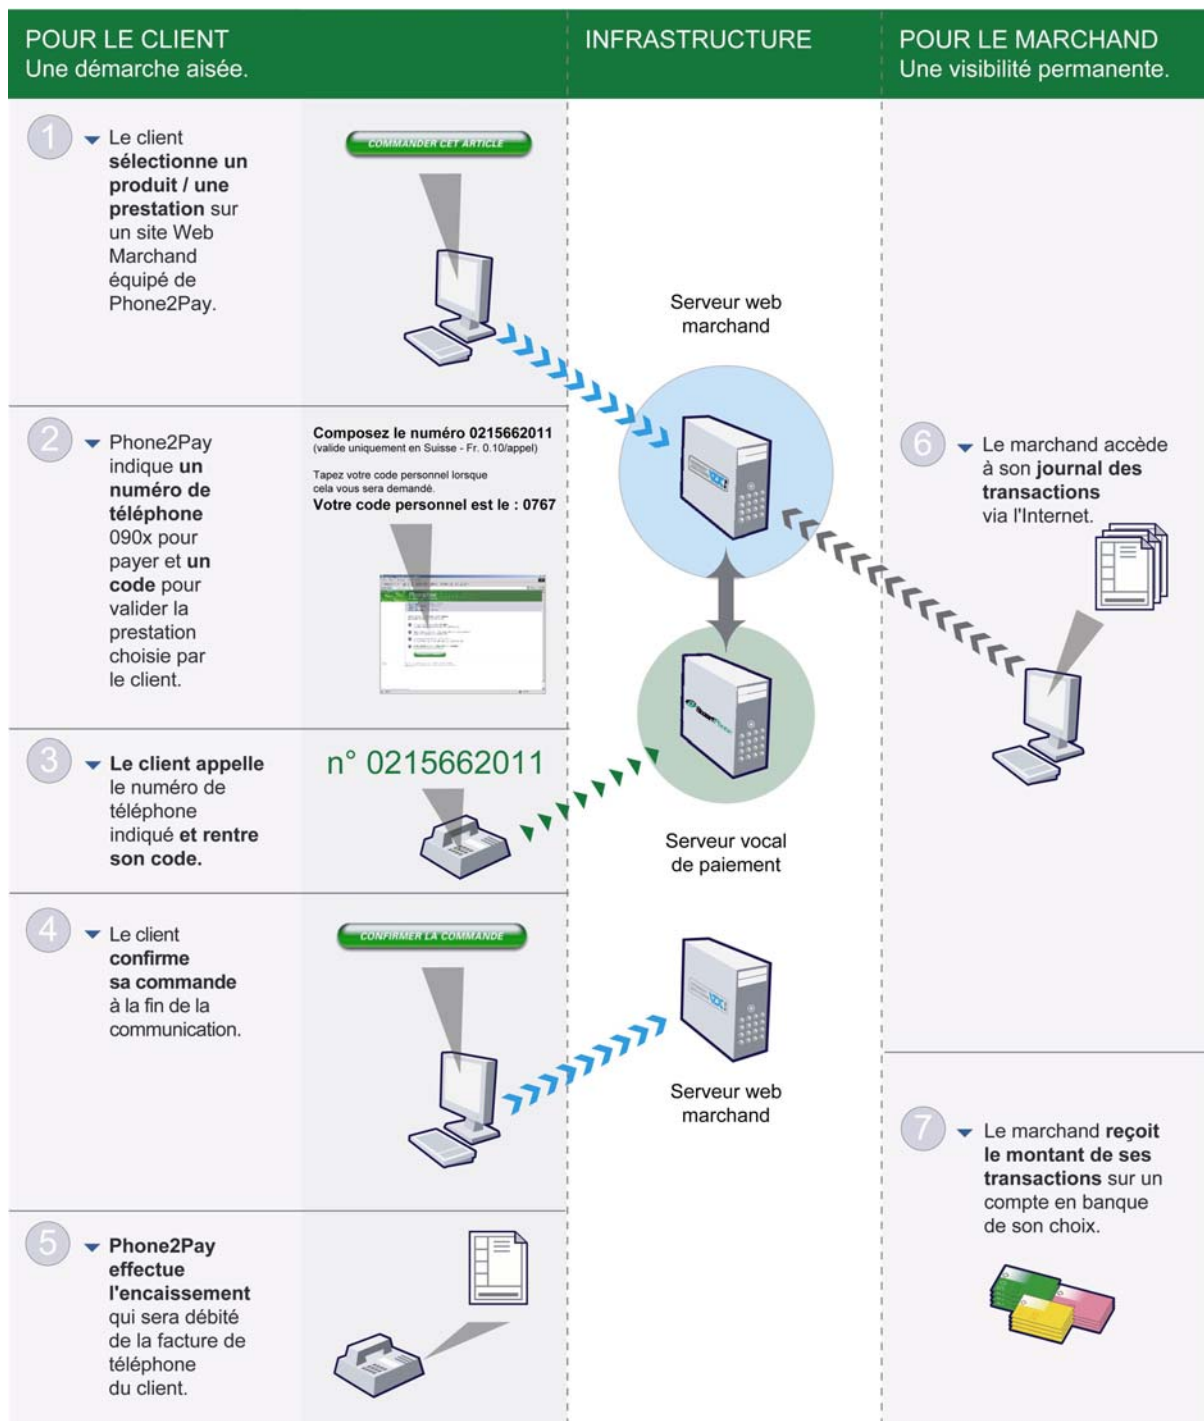 POUR LE CLIENT
Une démarche aisée.
INFRASTRUCTURE
POUR LE MARCHAND
Une visibilité permanente.
1
Le client
sélectionne un
produit / une
prestation sur
un site Web
Marchand
équipé de
Phone2Pay.
COMMANDER CET ARTICLE
Serveur web
marchand
2
Phone2Pay
indique un
numéro de
téléphone
090x pour
payer et un
code pour
valider la
prestation
choisie par
le client.
Composez le numéro 0215662011
(valide uniquement en Suisse - Fr. 0.10/appel)
Tapez votre code personnel lorsque
cela vous sera demandé.
Votre code personnel est le : 0767
3
Le client appelle
le numéro de
téléphone
indiqué et rentre
son code.
n° 0215662011
Serveur vocal
de paiement
4
Le client
confirme
sa commande
à la fin de la
communication.
CONFIRMER LA COMMANDE
Serveur web
marchand
5
Phone2Pay
effectue
l'encaissement
qui sera débité
de la facture de
téléphone
du client.
6
Le marchand accède
à son journal des
transactions
via l'Internet.
7
Le marchand reçoit
le montant de ses
transactions sur un
compte en banque
de son choix.